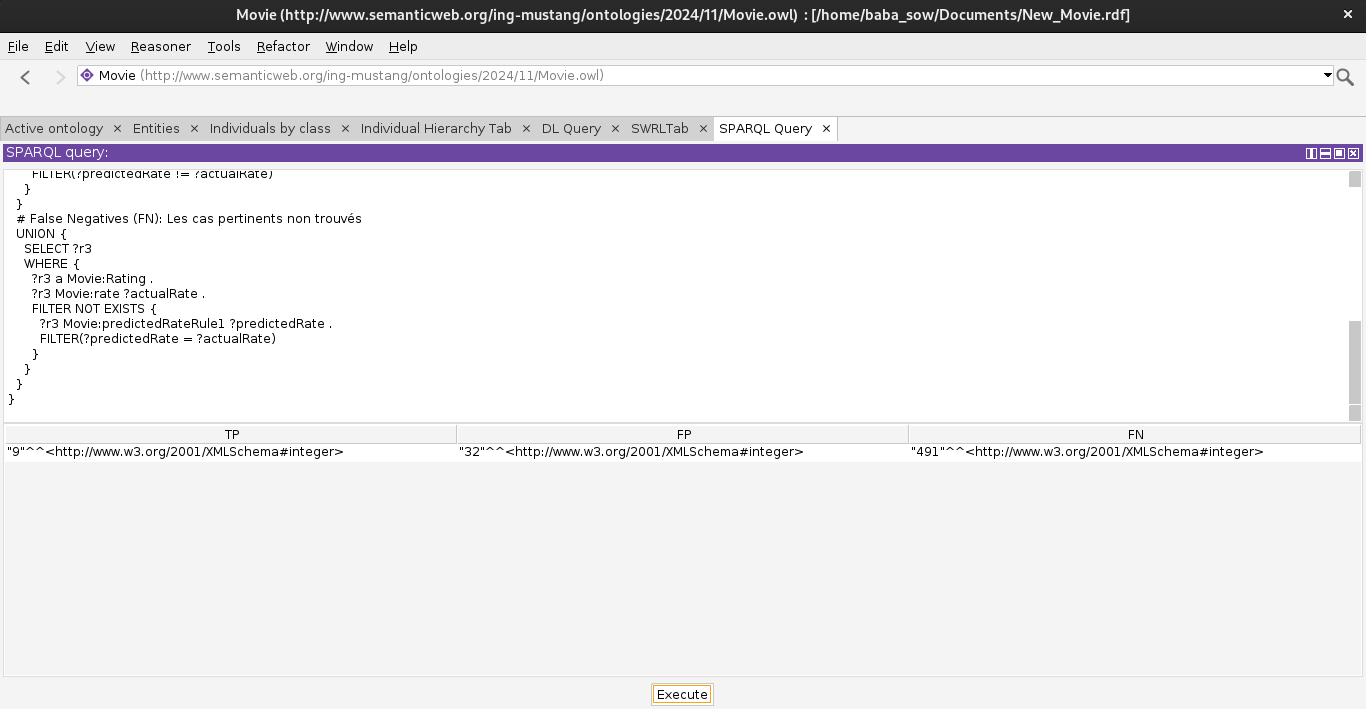 Movie (http://www.semanticweb.org/ing-mustang/ontologies/2024/11/Movie.owl) : [/home/baba_sow/Documents/New_Movie.rdf]
File Edit View Reasoner Tools Refactor Window Help
Movie (http://www.semanticweb.org/ing-mustang/ontologies/2024/11/Movie.owl)
Active ontology × Entities × Individuals by class × Individual Hierarchy Tab × DL Query × SWRLTab × SPARQL Query ×
SPARQL query:
FILTER(?predictedRate != ?actualRate)
}
}
# False Negatives (FN): Les cas pertinents non trouvés
UNION {
SELECT ?r3
WHERE {
?r3 a Movie:Rating .
?r3 Movie:rate ?actualRate .
FILTER NOT EXISTS {
?r3 Movie:predictedRateRule1 ?predictedRate .
FILTER(?predictedRate = ?actualRate)
}
}
}
}
TP FP FN
"9"^^<http://www.w3.org/2001/XMLSchema#integer> "32"^^<http://www.w3.org/2001/XMLSchema#integer> "491"^^<http://www.w3.org/2001/XMLSchema#integer>
Execute